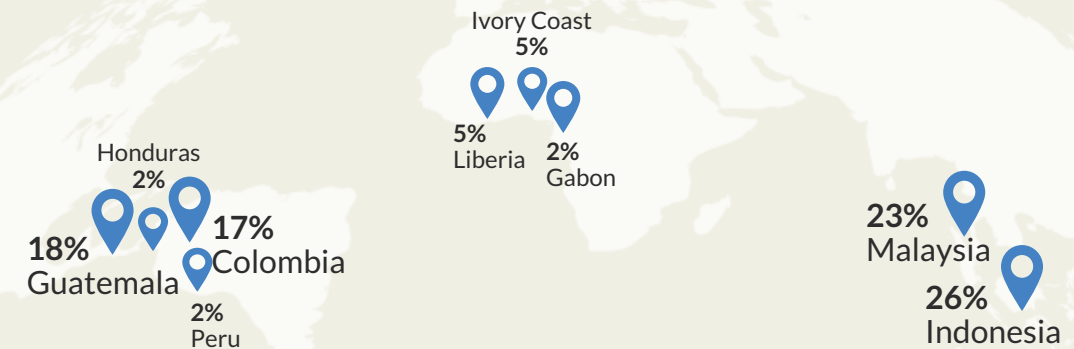 Ivory Coast
5%
5%
Liberia
2%
Gabon
Honduras
2%
18%
Guatemala
17%
Colombia
2%
Peru
23%
Malaysia
26%
Indonesia